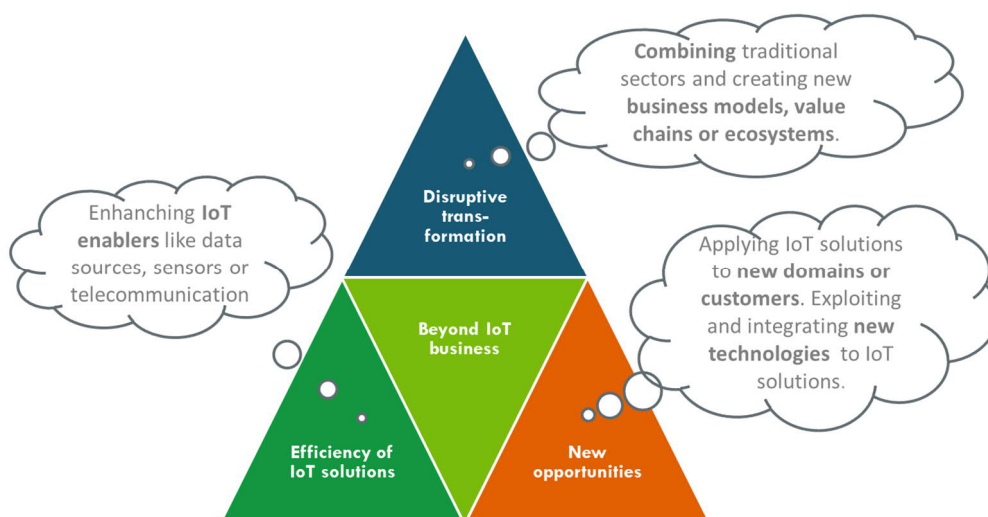 Combining traditional
sectors and creating new
business models, value
chains or ecosystems.
Disruptive
trans-
formation
Enhanching IoT
enablers like data
sources, sensors or
telecommunication
Applying IoT solutions
to new domains or
customers. Exploiting
and integrating new
technologies to IoT
solutions.
Beyond IoT
business
Efficiency of
IoT solutions
New
opportunities